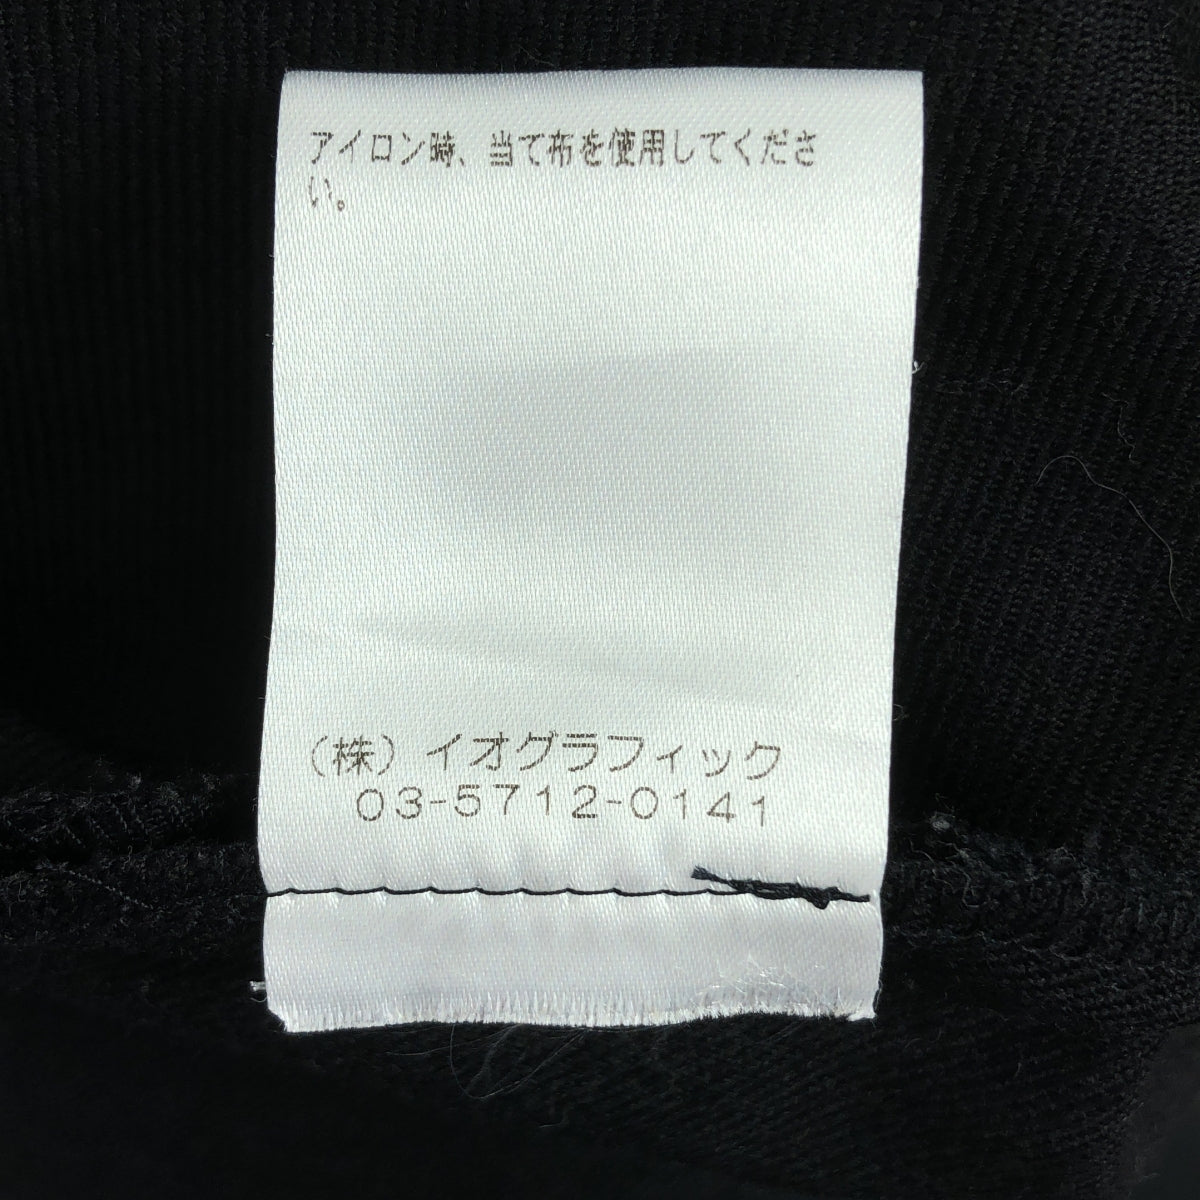 アイロン時、当て布を使用してくださ
い。
（株）イオグラフィック
03-5712-0141